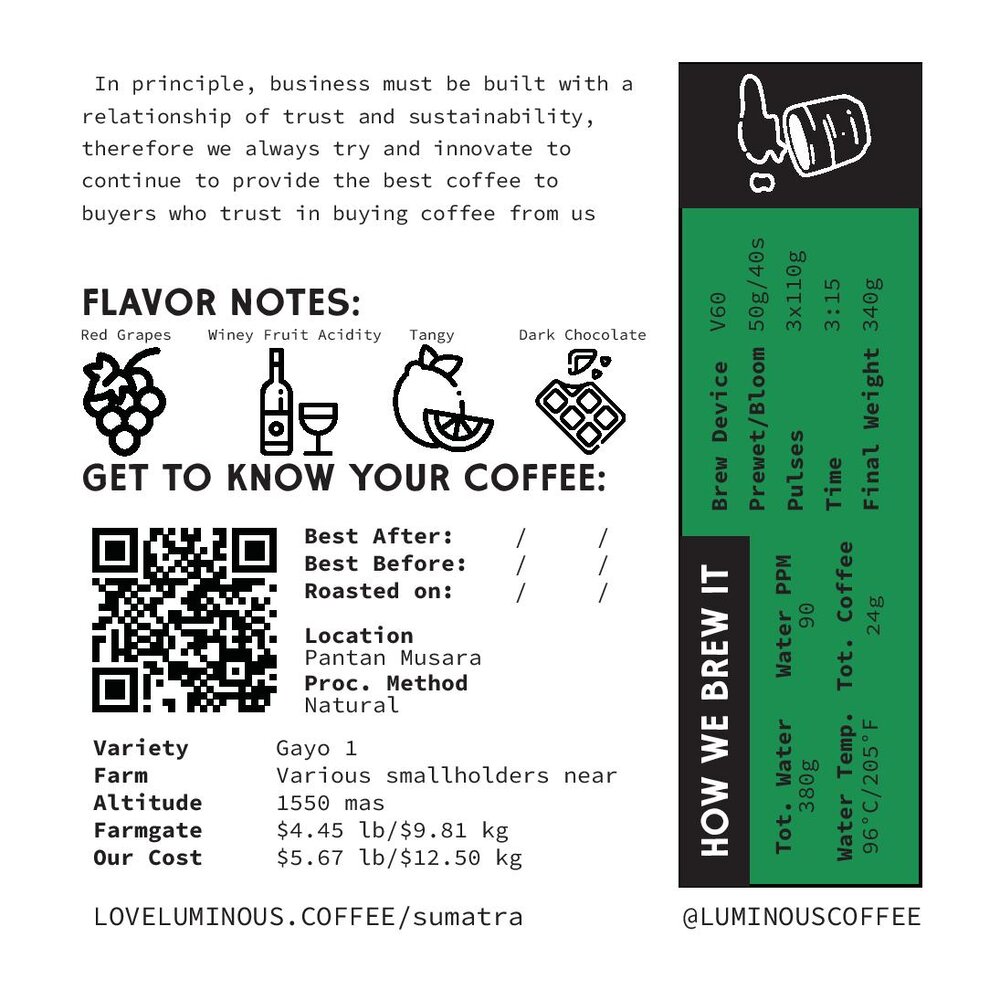 In principle, business must be built with a
relationship of trust and sustainability,
therefore we always try and innovate to
continue to provide the best coffee to
buyers who trust in buying coffee from us
FLAVOR NOTES:
Red Grapes Winey Fruit Acidity Tangy Dark Chocolate
GET TO KNOW YOUR COFFEE:
Best After: / /
Best Before: / /
Roasted on: / /
Location
Pantan Musara
Proc. Method
Natural
Variety Gayo 1
Farm Various smallholders near
Altitude 1550 mas
Farmgate $4.45 lb/$9.81 kg
Our Cost $5.67 lb/$12.50 kg
LOVELUMINOUS.COFFEE/sumatra
HOW WE BREW IT
Brew Device V60
Prewet/Bloom 50g/40s
Pulses 3x110g
Time 3:15
Final Weight 340g
Tot. Water Water PPM
380g 90
Water Temp. Tot. Coffee
96°C/205°F 24g
@LUMINOUSCOFFEE